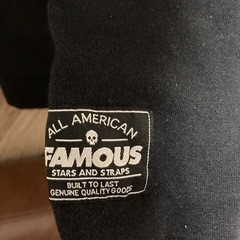 ALL AMERICAN
FAMOUS
STARS AND STRAPS
BUILT TO LAST
GENUINE QUALITY GOODS